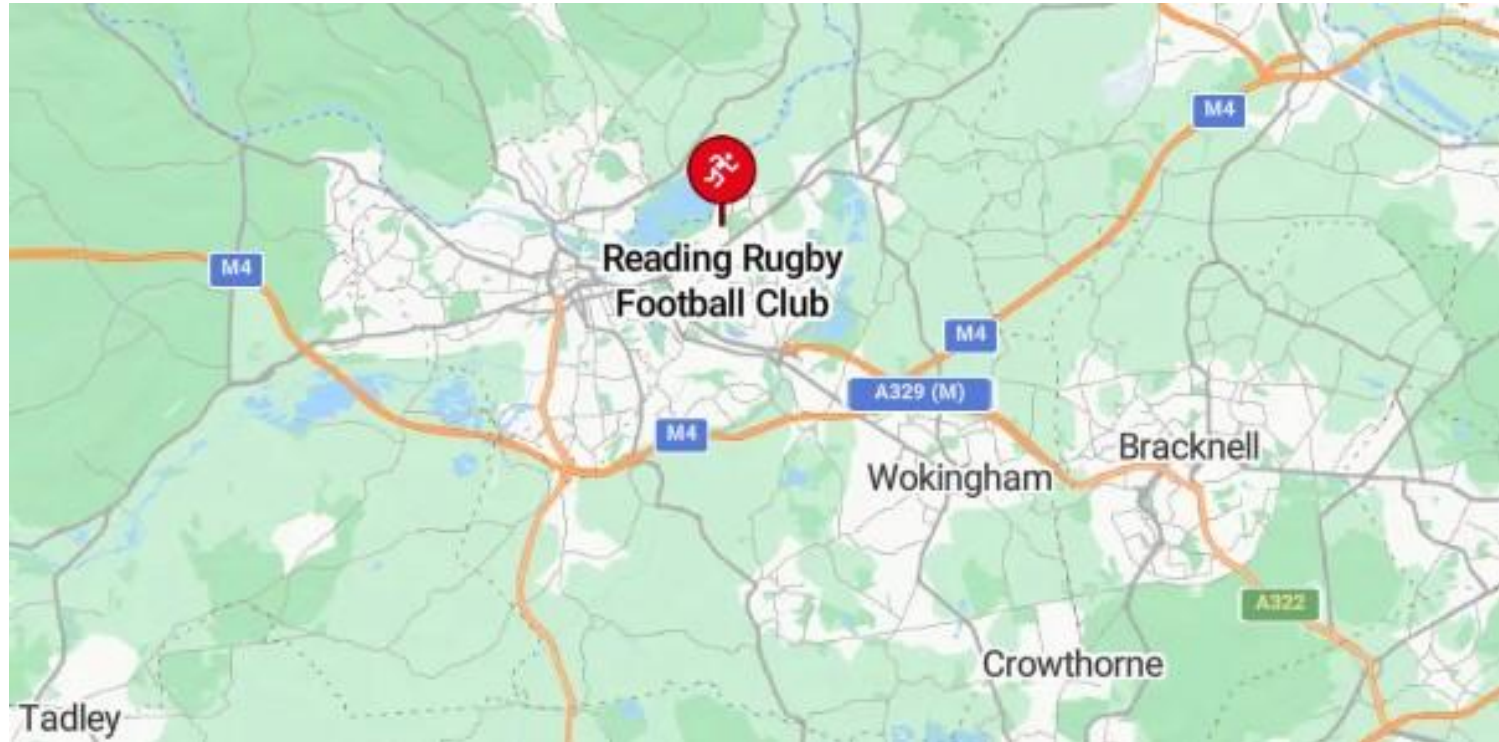 M4
Reading Rugby
Football Club
M4
M4
A329 (M)
M4
Bracknell
Wokingham
A322
Crowthorne
Tadley